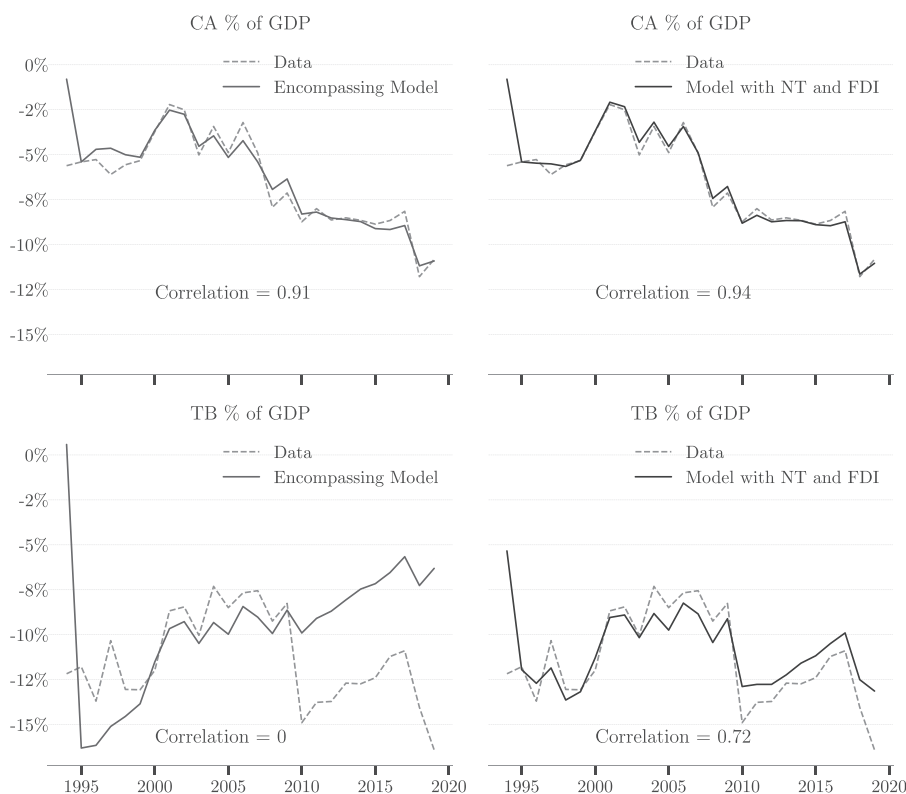 CA % of GDP
Data
Encompassing Model
0%
-2%
-5%
-8%
-10%
-12%
-15%
Correlation = 0.91
CA % of GDP
Data
Model with NT and FDI
Correlation = 0.94
TB % of GDP
Data
Encompassing Model
0%
-2%
-5%
-8%
-10%
-12%
-15%
Correlation = 0
1995 2000 2005 2010 2015 2020
TB % of GDP
Data
Model with NT and FDI
Correlation = 0.72
1995 2000 2005 2010 2015 2020